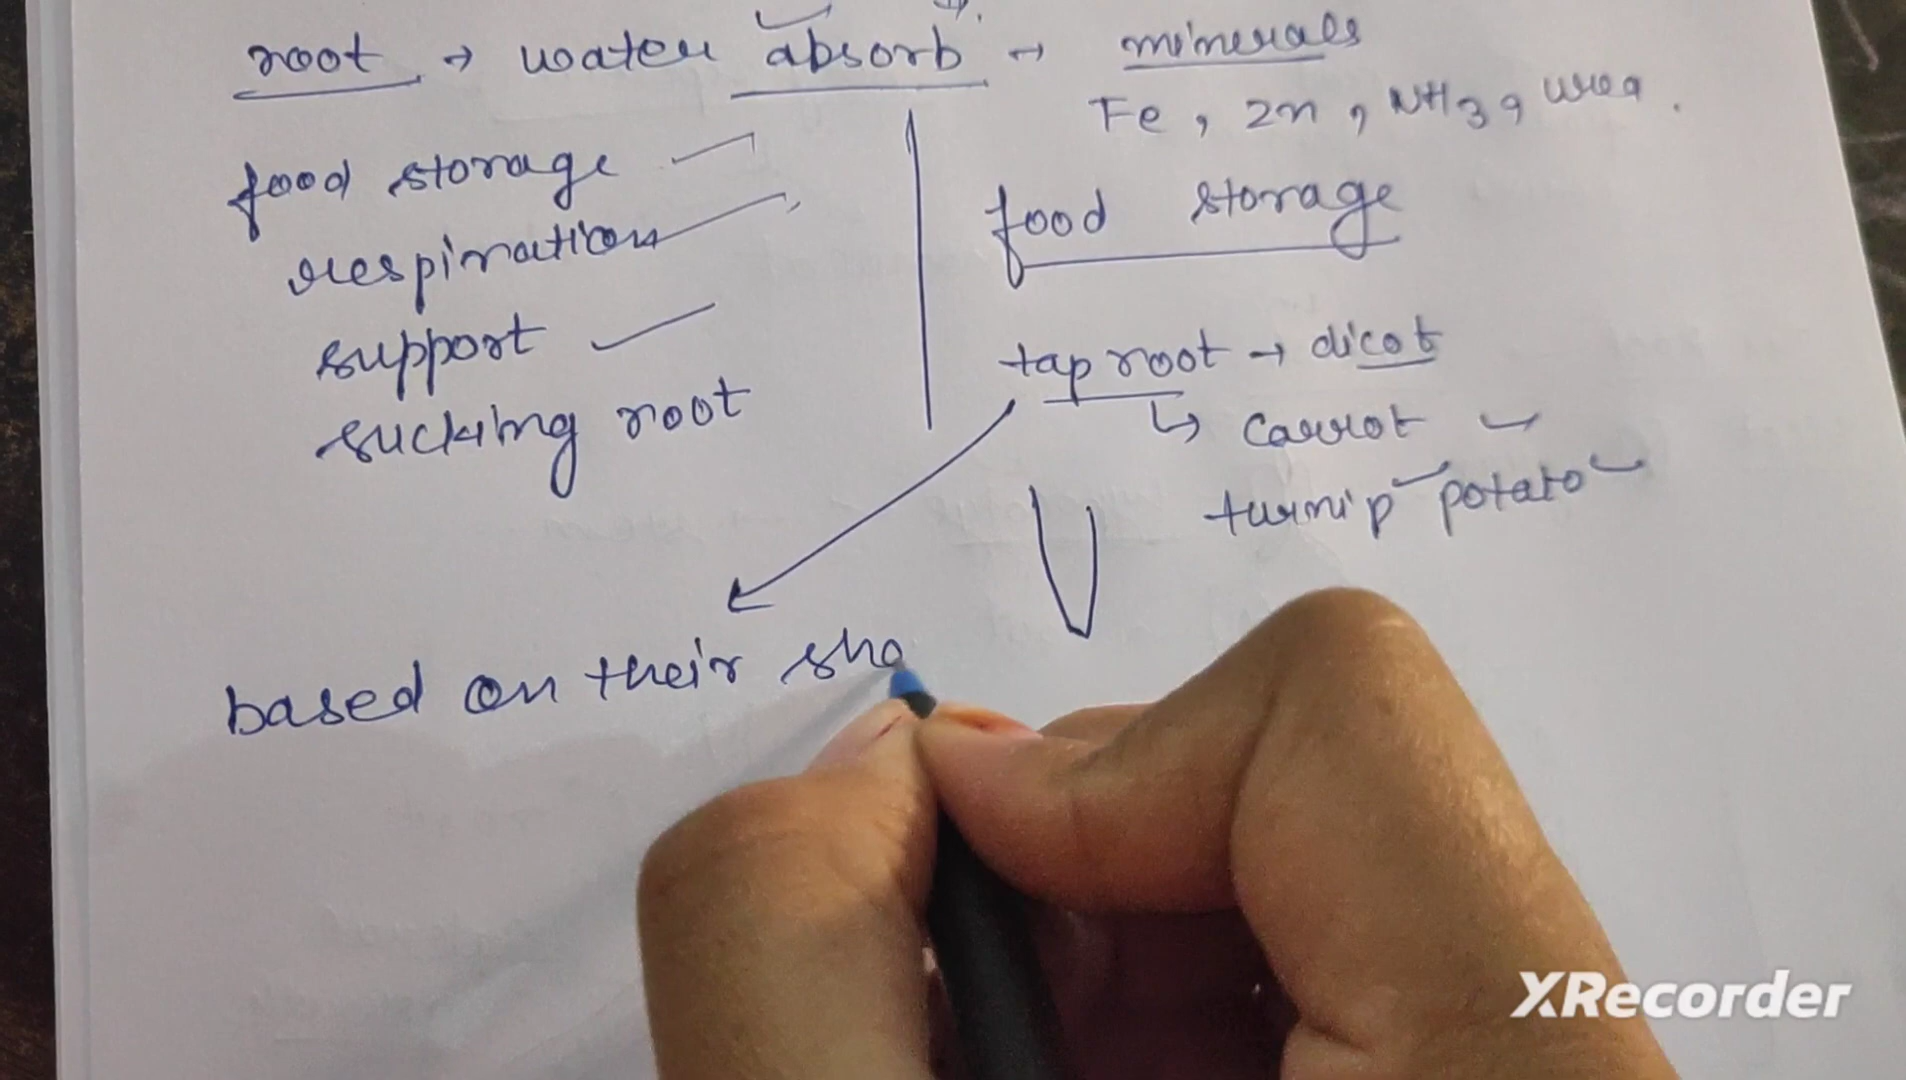 root → water absorb → minerals
Fe, Zn, NH3, urea.
food storage
respiration
support
sucking root
food storage
tap root → dicot
↳ carrot
turnip potato
based on their sha
XRecorder